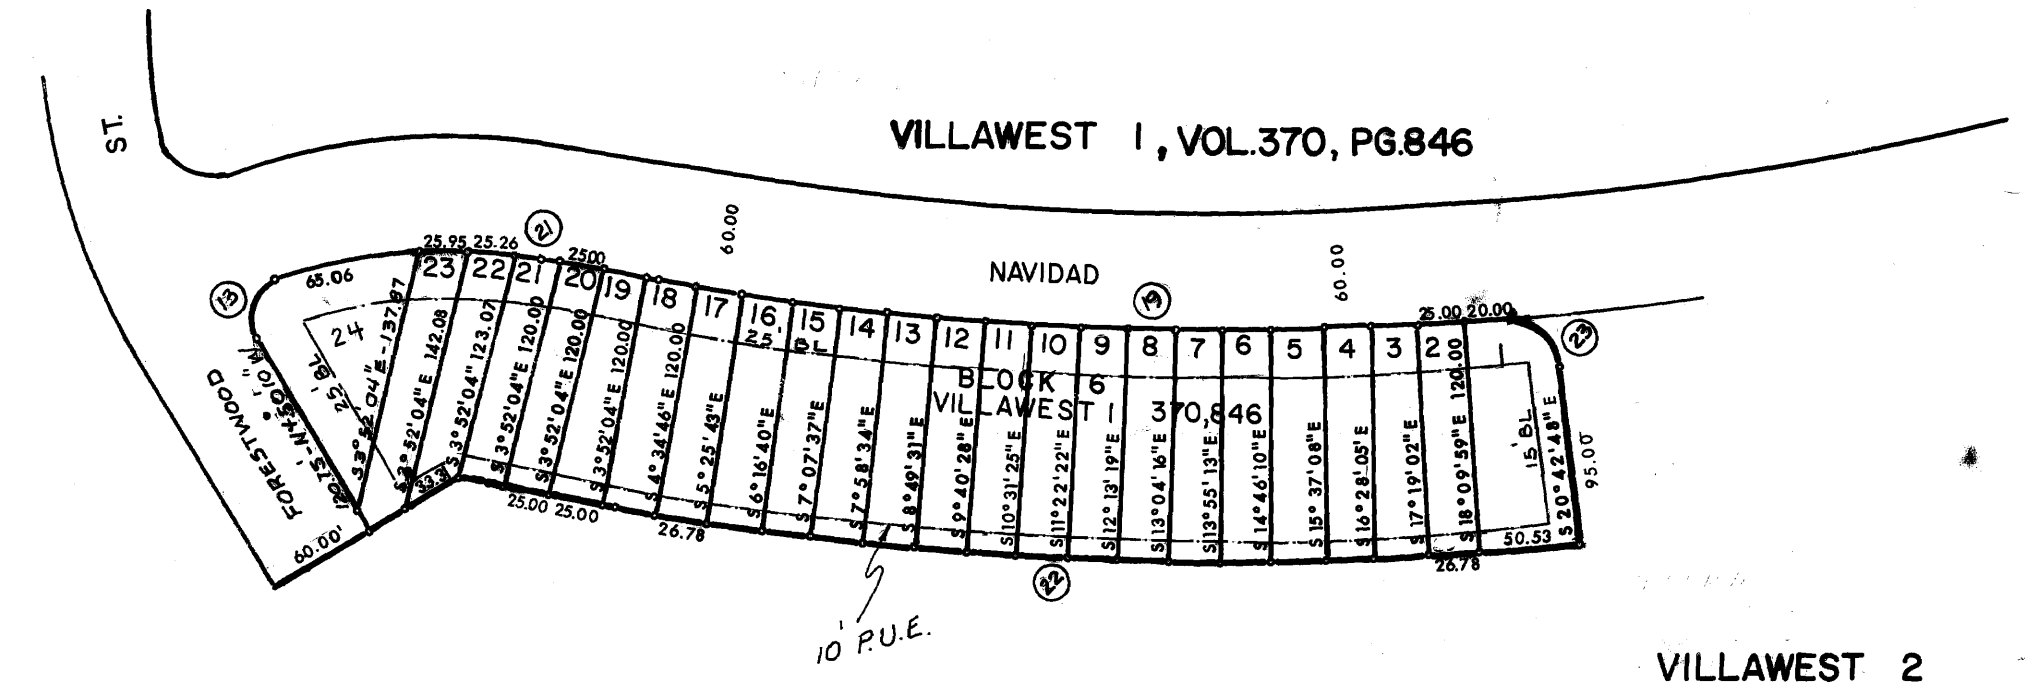 ST.
VILLAWEST 1, VOL.370, PG.846
60.00
60.00
NAVIDAD
21
13
19
23
22
65.06
25.95
25.26
25.00
25.00
20.00
24
23
22
21
20
19
18
17
16
15
14
13
12
11
10
9
8
7
6
5
4
3
2
1
25' BL
25' BL
15' BL
BLOCK 6
VILLAWEST 1 370,846
FORESTWOOD
S 3°52'04"E - 137.87
S 3°52'04"E 142.08
S 3°52'04" 123.07
S 3°52'04"E 120.00
S 3°52'04"E 120.00
S 3°52'04"E 120.00
S 4°34'46"E 120.00
S 5°25'43"E
S 6°16'40"E
S 7°07'37"E
S 7°58'34"E
S 8°49'31"E
S 9°40'28"E
S 10°31'25"E
S 11°22'22"E
S 12°13'19"E
S 13°04'16"E
S 13°55'13"E
S 14°46'10"E
S 15°37'08"E
S 16°28'05"E
S 17°19'02"E
S 18°09'59"E 120.00
S 20°42'48"E
95.00
60.00'
33.31
25.00 25.00
26.78
26.78
50.53
10' P.U.E.
VILLAWEST 2